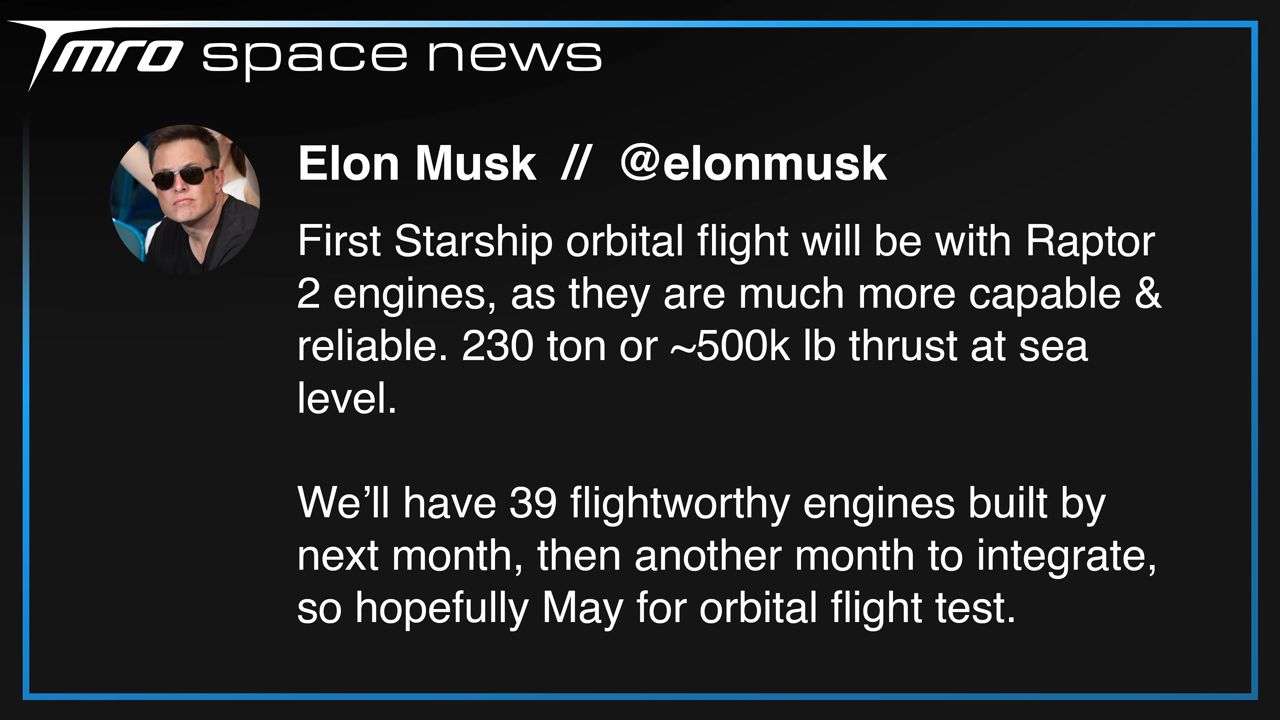 Tmro space news
Elon Musk // @elonmusk
First Starship orbital flight will be with Raptor
2 engines, as they are much more capable &
reliable. 230 ton or ~500k lb thrust at sea
level.
We’ll have 39 flightworthy engines built by
next month, then another month to integrate,
so hopefully May for orbital flight test.